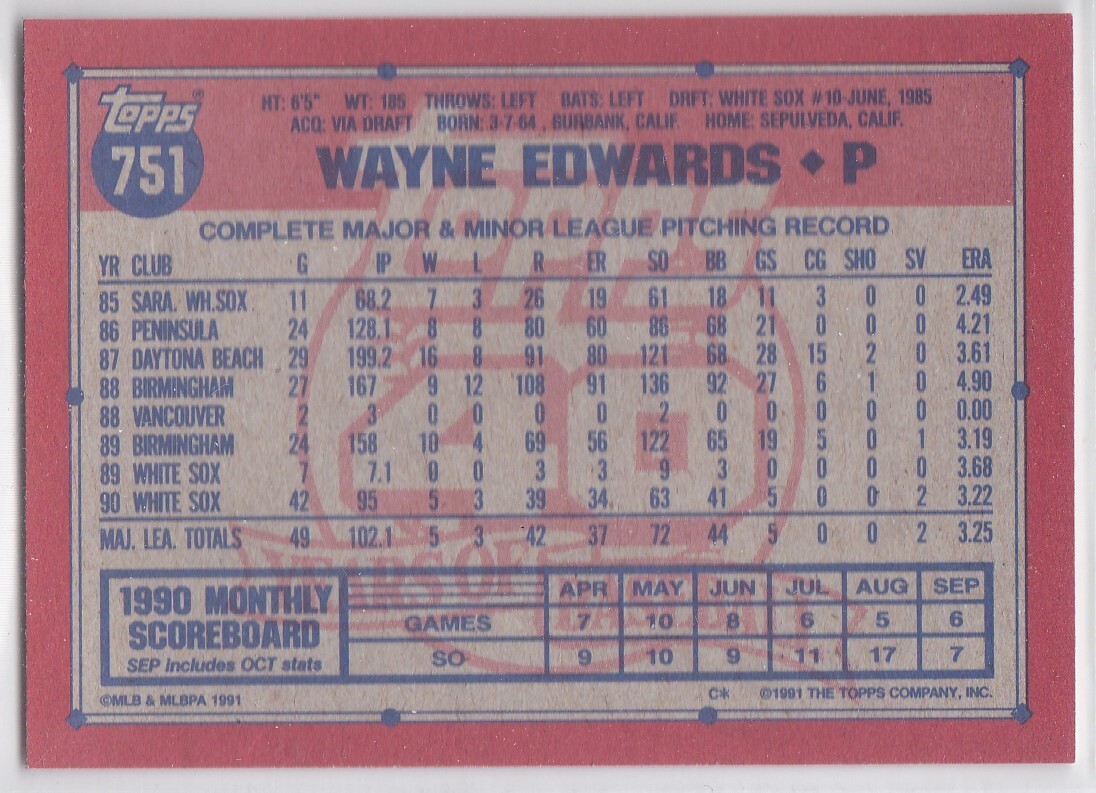 Topps®
751
HT: 6'5" WT: 185 THROWS: LEFT BATS: LEFT DRFT: WHITE SOX #10-JUNE, 1985
ACQ: VIA DRAFT BORN: 3-7-64, BURBANK, CALIF. HOME: SEPULVEDA, CALIF.
WAYNE EDWARDS ◆ P
COMPLETE MAJOR & MINOR LEAGUE PITCHING RECORD
YR CLUB G IP W L R ER SO BB GS CG SHO SV ERA
85 SARA. WH.SOX 11 68.2 7 3 26 19 61 18 11 3 0 0 2.49
86 PENINSULA 24 128.1 8 8 80 60 86 68 21 0 0 0 4.21
87 DAYTONA BEACH 29 199.2 16 8 91 80 121 68 28 15 2 0 3.61
88 BIRMINGHAM 27 167 9 12 108 91 136 92 27 6 1 0 4.90
88 VANCOUVER 2 3 0 0 0 0 2 0 0 0 0 0 0.00
89 BIRMINGHAM 24 158 10 4 69 56 122 65 19 5 0 1 3.19
89 WHITE SOX 7 7.1 0 0 3 3 9 3 0 0 0 0 3.68
90 WHITE SOX 42 95 5 3 39 34 63 41 5 0 0 2 3.22
MAJ. LEA. TOTALS 49 102.1 5 3 42 37 72 44 5 0 0 2 3.25
Topps
40
YEARS OF
BASEBALL
1990 MONTHLY
SCOREBOARD
SEP includes OCT stats
APR MAY JUN JUL AUG SEP
GAMES 7 10 8 6 5 6
SO 9 10 9 11 17 7
©MLB & MLBPA 1991 C* ©1991 THE TOPPS COMPANY, INC.